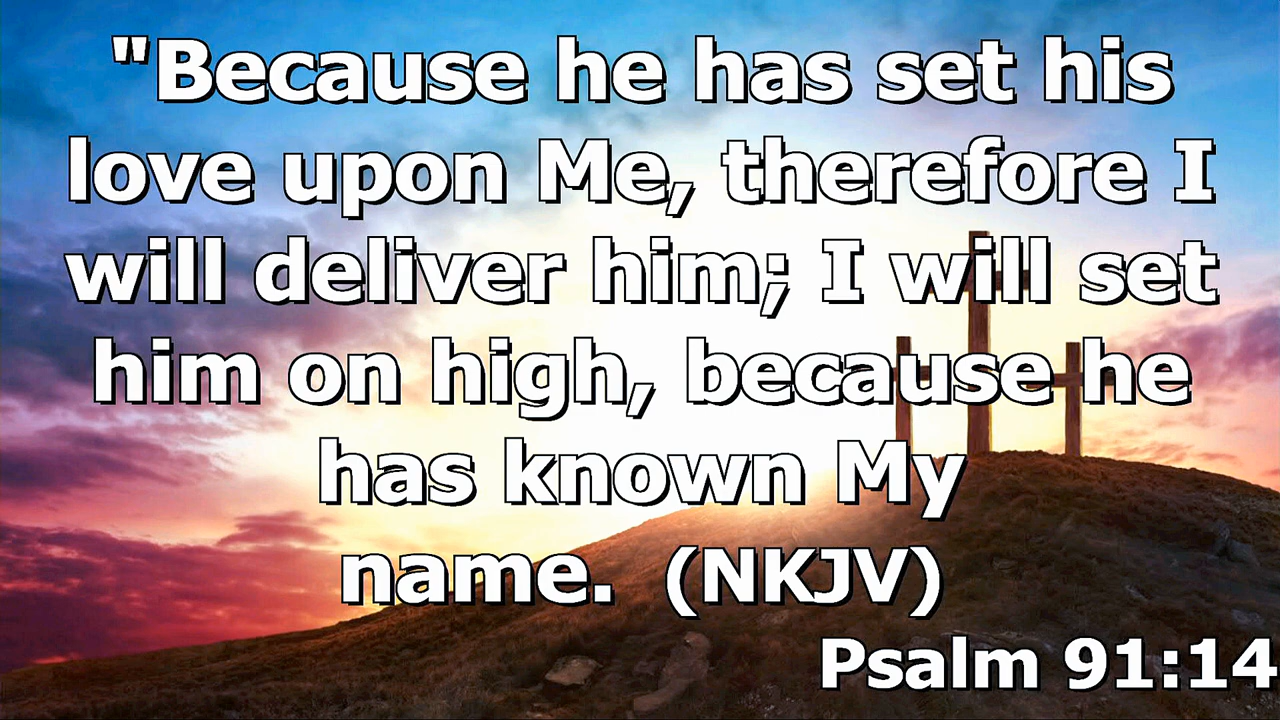 "Because he has set his
love upon Me, therefore I
will deliver him; I will set
him on high, because he
has known My
name.  (NKJV)
Psalm 91:14